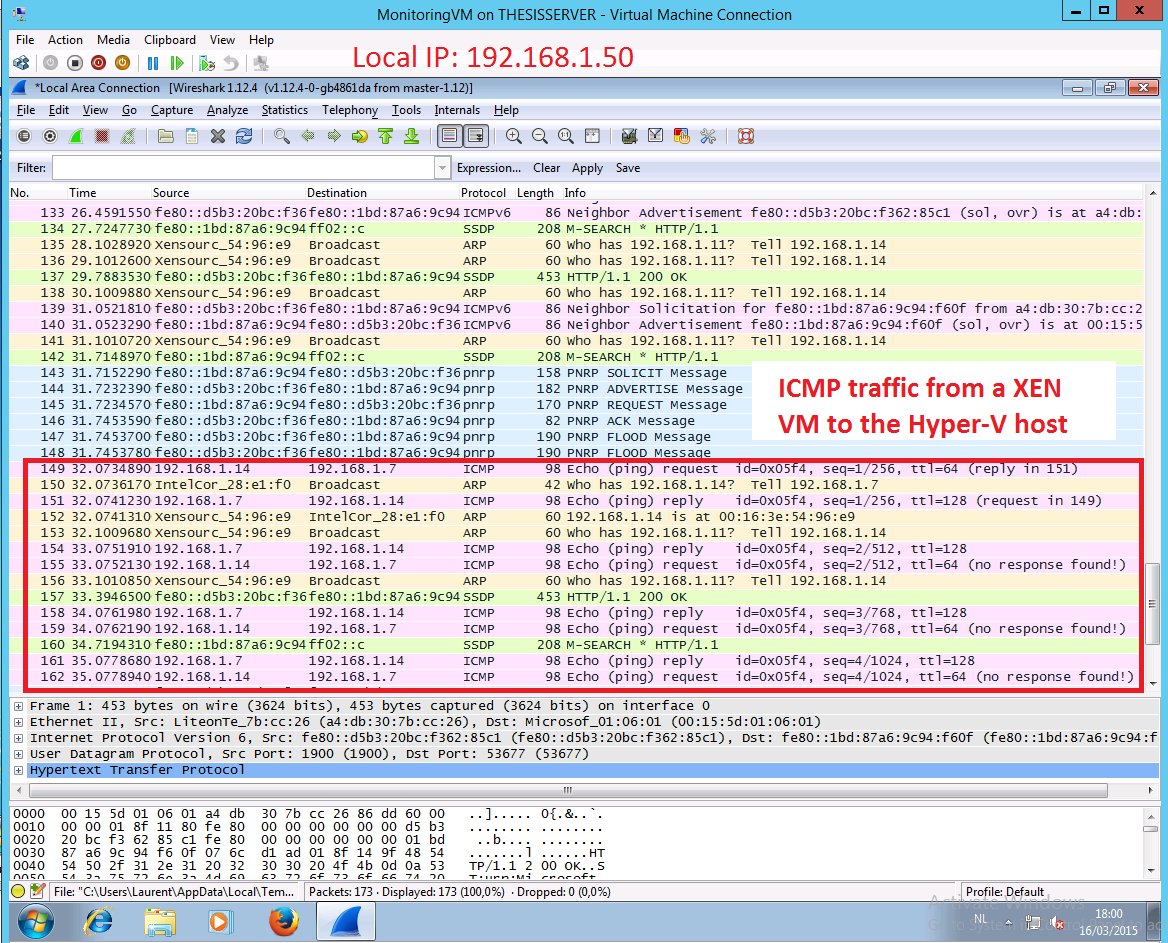 MonitoringVM on THESISSERVER - Virtual Machine Connection
File Action Media Clipboard View Help
Local IP: 192.168.1.50
*Local Area Connection [Wireshark 1.12.4 (v1.12.4-0-gb4861da from master-1.12)]
File Edit View Go Capture Analyze Statistics Telephony Tools Internals Help
Filter: Expression... Clear Apply Save
No. Time Source Destination Protocol Length Info
133 26.4591550 fe80::d5b3:20bc:f36 fe80::1bd:87a6:9c94 ICMPv6 86 Neighbor Advertisement fe80::d5b3:20bc:f362:85c1 (sol, ovr) is at a4:db:
134 27.7247730 fe80::1bd:87a6:9c94 ff02::c SSDP 208 M-SEARCH * HTTP/1.1
135 28.1028920 Xensourc_54:96:e9 Broadcast ARP 60 Who has 192.168.1.11? Tell 192.168.1.14
136 29.1012600 Xensourc_54:96:e9 Broadcast ARP 60 Who has 192.168.1.11? Tell 192.168.1.14
137 29.7883530 fe80::d5b3:20bc:f36 fe80::1bd:87a6:9c94 SSDP 453 HTTP/1.1 200 OK
138 30.1009880 Xensourc_54:96:e9 Broadcast ARP 60 Who has 192.168.1.11? Tell 192.168.1.14
139 31.0521810 fe80::d5b3:20bc:f36 fe80::1bd:87a6:9c94 ICMPv6 86 Neighbor Solicitation for fe80::1bd:87a6:9c94:f60f from a4:db:30:7b:cc:2
140 31.0523290 fe80::1bd:87a6:9c94 fe80::d5b3:20bc:f36 ICMPv6 86 Neighbor Advertisement fe80::1bd:87a6:9c94:f60f (sol, ovr) is at 00:15:5
141 31.1010720 Xensourc_54:96:e9 Broadcast ARP 60 Who has 192.168.1.11? Tell 192.168.1.14
142 31.7148970 fe80::1bd:87a6:9c94 ff02::c SSDP 208 M-SEARCH * HTTP/1.1
143 31.7152290 fe80::1bd:87a6:9c94 fe80::d5b3:20bc:f36 pnrp 158 PNRP SOLICIT Message
144 31.7232390 fe80::d5b3:20bc:f36 fe80::1bd:87a6:9c94 pnrp 182 PNRP ADVERTISE Message
145 31.7234570 fe80::1bd:87a6:9c94 fe80::d5b3:20bc:f36 pnrp 170 PNRP REQUEST Message
146 31.7453590 fe80::d5b3:20bc:f36 fe80::1bd:87a6:9c94 pnrp 82 PNRP ACK Message
147 31.7453700 fe80::d5b3:20bc:f36 fe80::1bd:87a6:9c94 pnrp 190 PNRP FLOOD Message
148 31.7453740 fe80::d5b3:20bc:f36 fe80::1bd:87a6:9c94 pnrp 190 PNRP FLOOD Message
ICMP traffic from a XEN
VM to the Hyper-V host
149 32.0734890 192.168.1.14 192.168.1.7 ICMP 98 Echo (ping) request id=0x05f4, seq=1/256, ttl=64 (reply in 151)
150 32.0736170 IntelCor_28:e1:f0 Broadcast ARP 42 Who has 192.168.1.14? Tell 192.168.1.7
151 32.0741230 192.168.1.7 192.168.1.14 ICMP 98 Echo (ping) reply id=0x05f4, seq=1/256, ttl=128 (request in 149)
152 32.0741310 Xensourc_54:96:e9 IntelCor_28:e1:f0 ARP 60 192.168.1.14 is at 00:16:3e:54:96:e9
153 32.1009680 Xensourc_54:96:e9 Broadcast ARP 60 Who has 192.168.1.11? Tell 192.168.1.14
154 33.0751910 192.168.1.7 192.168.1.14 ICMP 98 Echo (ping) reply id=0x05f4, seq=2/512, ttl=128
155 33.0752130 192.168.1.14 192.168.1.7 ICMP 98 Echo (ping) request id=0x05f4, seq=2/512, ttl=64 (no response found!)
156 33.1010850 Xensourc_54:96:e9 Broadcast ARP 60 Who has 192.168.1.11? Tell 192.168.1.14
157 33.3946500 fe80::d5b3:20bc:f36 fe80::1bd:87a6:9c94 SSDP 453 HTTP/1.1 200 OK
158 34.0761980 192.168.1.7 192.168.1.14 ICMP 98 Echo (ping) reply id=0x05f4, seq=3/768, ttl=128
159 34.0762190 192.168.1.14 192.168.1.7 ICMP 98 Echo (ping) request id=0x05f4, seq=3/768, ttl=64 (no response found!)
160 34.7194310 fe80::1bd:87a6:9c94 ff02::c SSDP 208 M-SEARCH * HTTP/1.1
161 35.0778680 192.168.1.7 192.168.1.14 ICMP 98 Echo (ping) reply id=0x05f4, seq=4/1024, ttl=128
162 35.0778940 192.168.1.14 192.168.1.7 ICMP 98 Echo (ping) request id=0x05f4, seq=4/1024, ttl=64 (no response found!)
Frame 1: 453 bytes on wire (3624 bits), 453 bytes captured (3624 bits) on interface 0
Ethernet II, Src: LiteonTe_7b:cc:26 (a4:db:30:7b:cc:26), Dst: Microsof_01:06:01 (00:15:5d:01:06:01)
Internet Protocol Version 6, Src: fe80::d5b3:20bc:f362:85c1 (fe80::d5b3:20bc:f362:85c1), Dst: fe80::1bd:87a6:9c94:f60f (fe80::1bd:87a6:9c94:f
User Datagram Protocol, Src Port: 1900 (1900), Dst Port: 53677 (53677)
Hypertext Transfer Protocol
0000 00 15 5d 01 06 01 a4 db 30 7b cc 26 86 dd 60 00 ..]..... 0{.&..`.
0010 00 00 01 8f 11 80 fe 80 00 00 00 00 00 00 d5 b3 ........ ........
0020 20 bc f3 62 85 c1 fe 80 00 00 00 00 00 00 01 bd ..b..... ........
0030 87 a6 9c 94 f6 0f 07 6c d1 ad 01 8f 14 9f 48 54 .......l ......HT
0040 54 50 2f 31 2e 31 20 32 30 30 20 4f 4b 0d 0a 53 TP/1.1 2 00 OK..S
0050 54 3a 75 72 6e 3a 4d 69 63 72 6f 73 6f 66 74 20 T:urn:Mi crosoft
File: "C:\Users\Laurent\AppData\Local\Tem... Packets: 173 · Displayed: 173 (100,0%) · Dropped: 0 (0,0%) Profile: Default
Activate Windows
NL
18:00
16/03/2015